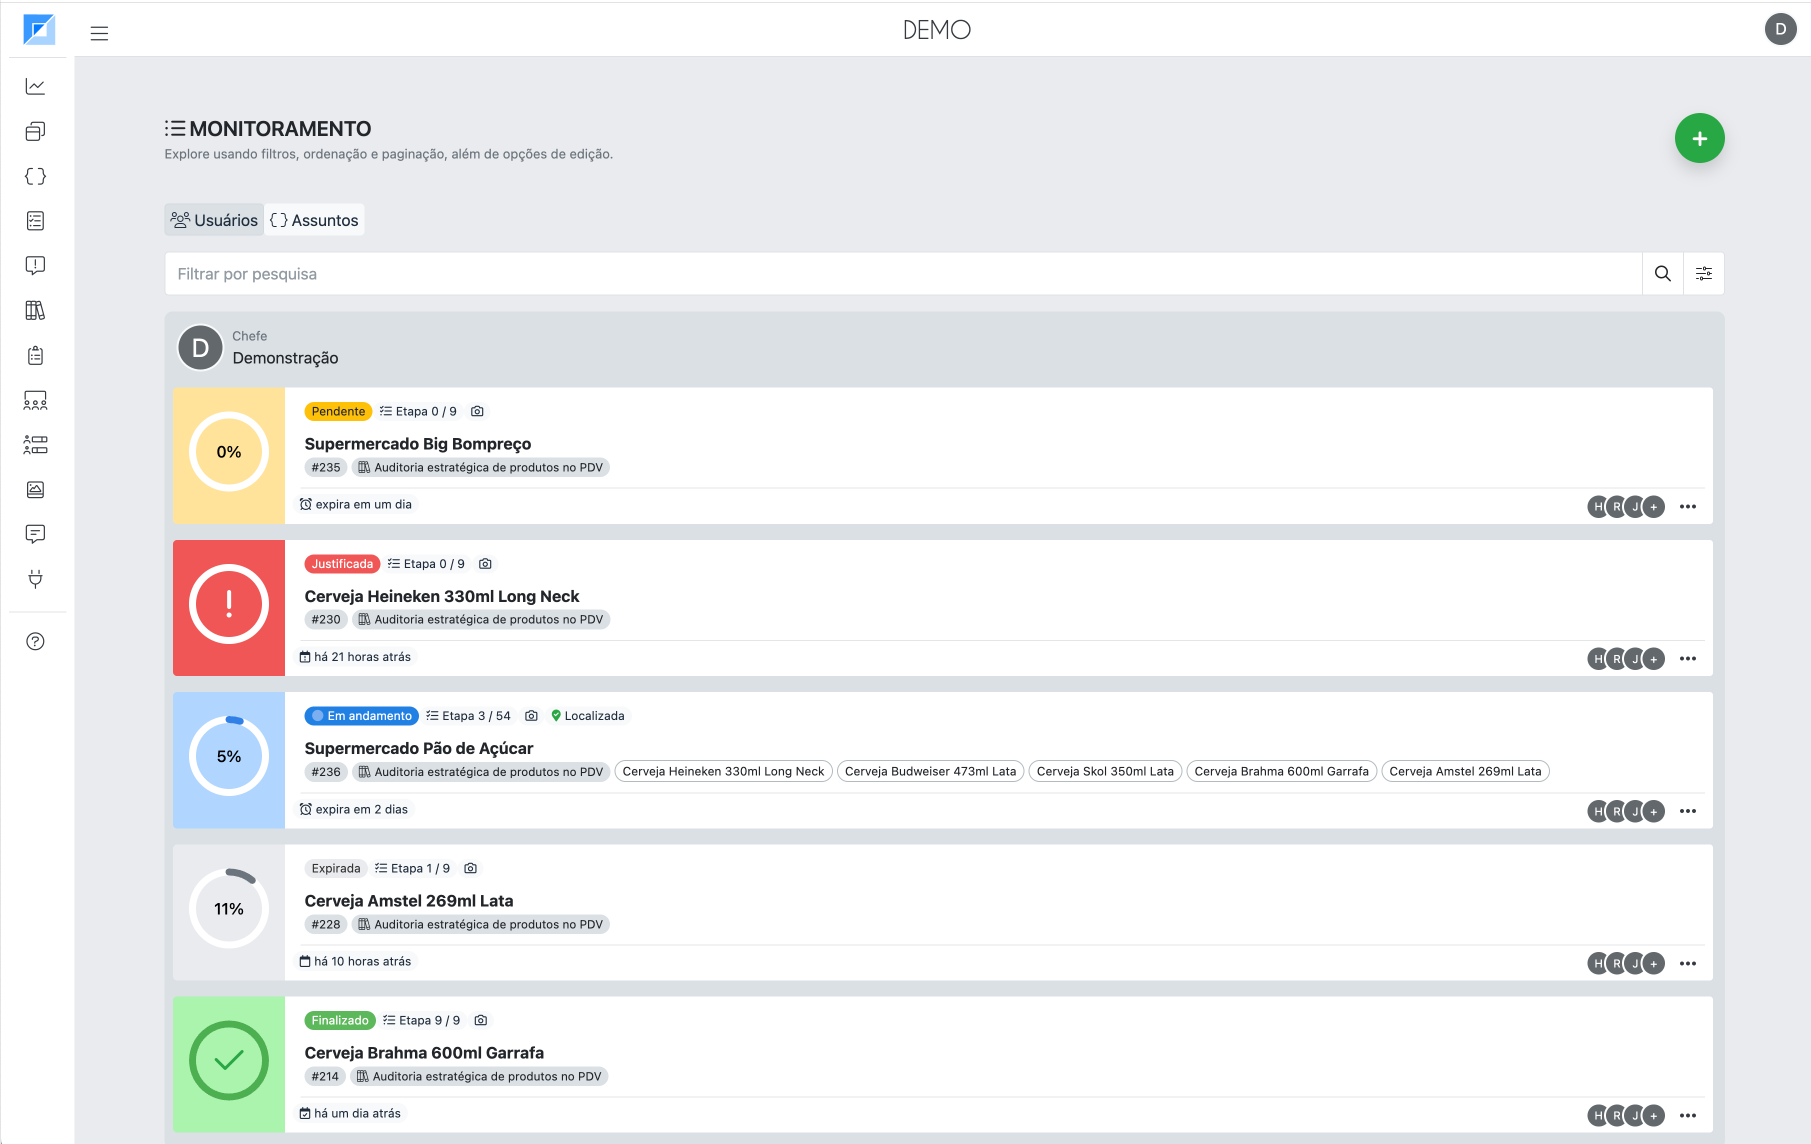 DEMO
D
MONITORAMENTO
Explore usando filtros, ordenação e paginação, além de opções de edição.
+
Usuários
{} Assuntos
Filtrar por pesquisa
D
Chefe
Demonstração
0%
Pendente Etapa 0 / 9
Supermercado Big Bompreço
#235 Auditoria estratégica de produtos no PDV
expira em um dia
H R J +
!
Justificada Etapa 0 / 9
Cerveja Heineken 330ml Long Neck
#230 Auditoria estratégica de produtos no PDV
há 21 horas atrás
H R J +
5%
Em andamento Etapa 3 / 54 Localizada
Supermercado Pão de Açúcar
#236 Auditoria estratégica de produtos no PDV Cerveja Heineken 330ml Long Neck Cerveja Budweiser 473ml Lata Cerveja Skol 350ml Lata Cerveja Brahma 600ml Garrafa Cerveja Amstel 269ml Lata
expira em 2 dias
H R J +
11%
Expirada Etapa 1 / 9
Cerveja Amstel 269ml Lata
#228 Auditoria estratégica de produtos no PDV
há 10 horas atrás
H R J +
Finalizado Etapa 9 / 9
Cerveja Brahma 600ml Garrafa
#214 Auditoria estratégica de produtos no PDV
há um dia atrás
H R J +